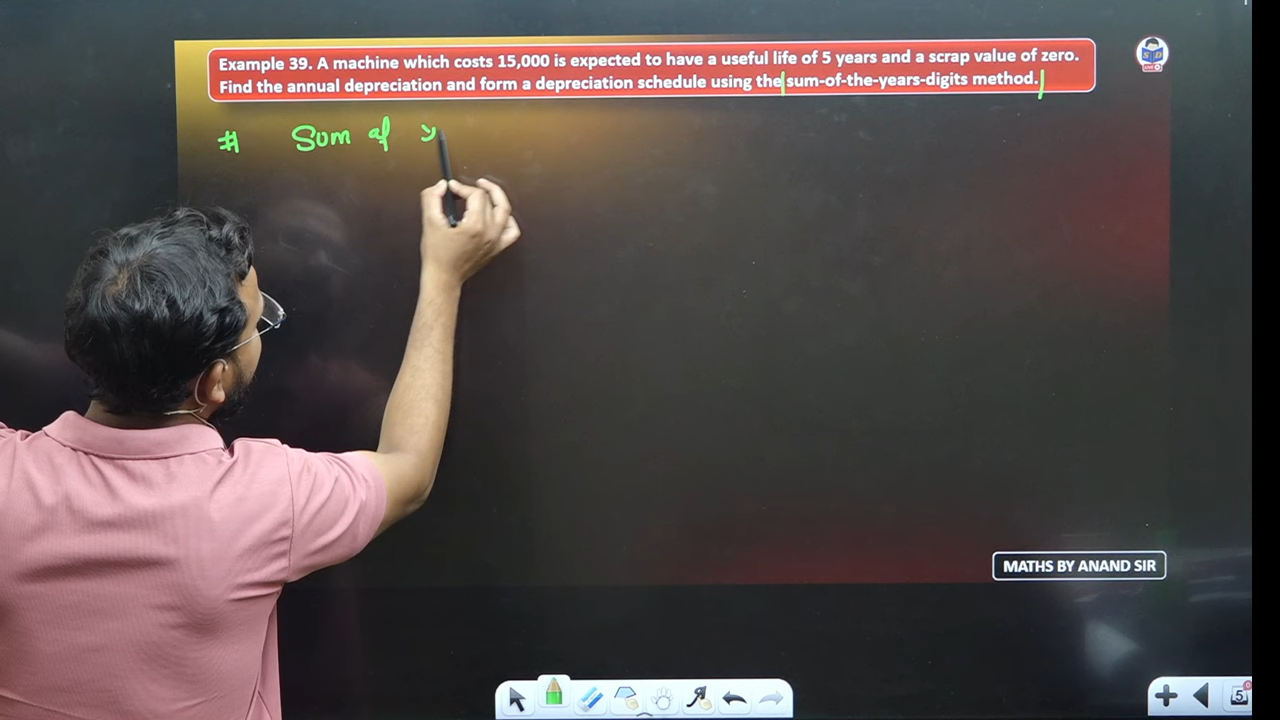 Example 39. A machine which costs 15,000 is expected to have a useful life of 5 years and a scrap value of zero.
Find the annual depreciation and form a depreciation schedule using the sum-of-the-years-digits method.
# Sum of y
MATHS BY ANAND SIR
5